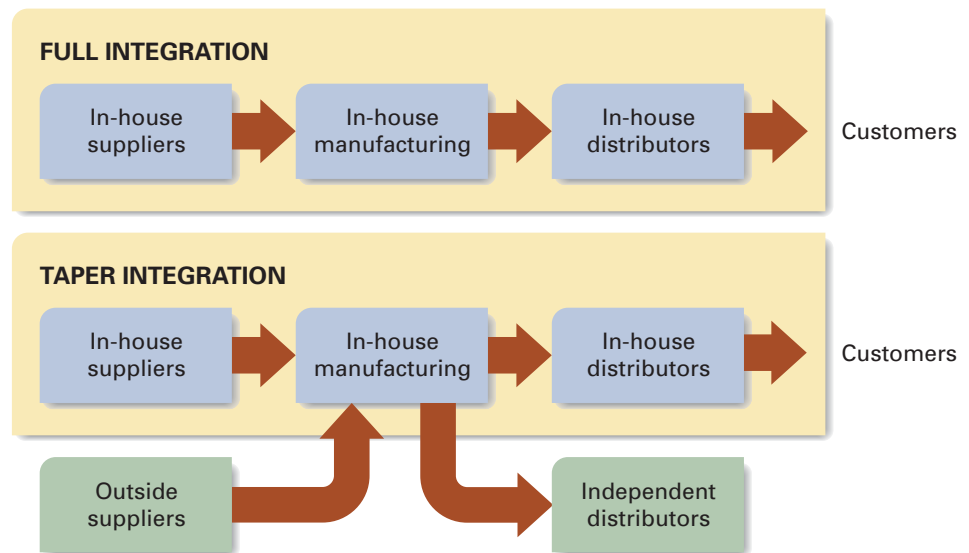 FULL INTEGRATION
In-house
suppliers
In-house
manufacturing
In-house
distributors
Customers
TAPER INTEGRATION
In-house
suppliers
In-house
manufacturing
In-house
distributors
Customers
Outside
suppliers
Independent
distributors